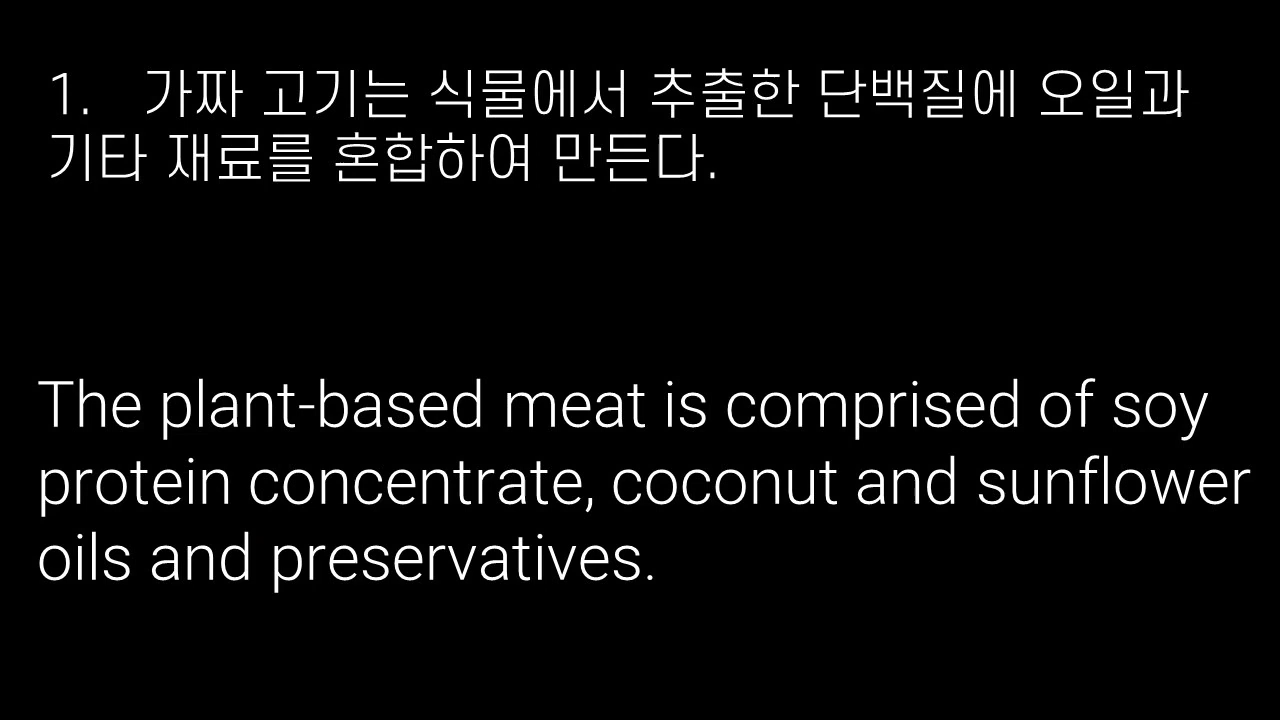 1. 가짜 고기는 식물에서 추출한 단백질에 오일과
기타 재료를 혼합하여 만든다.
The plant-based meat is comprised of soy
protein concentrate, coconut and sunflower
oils and preservatives.